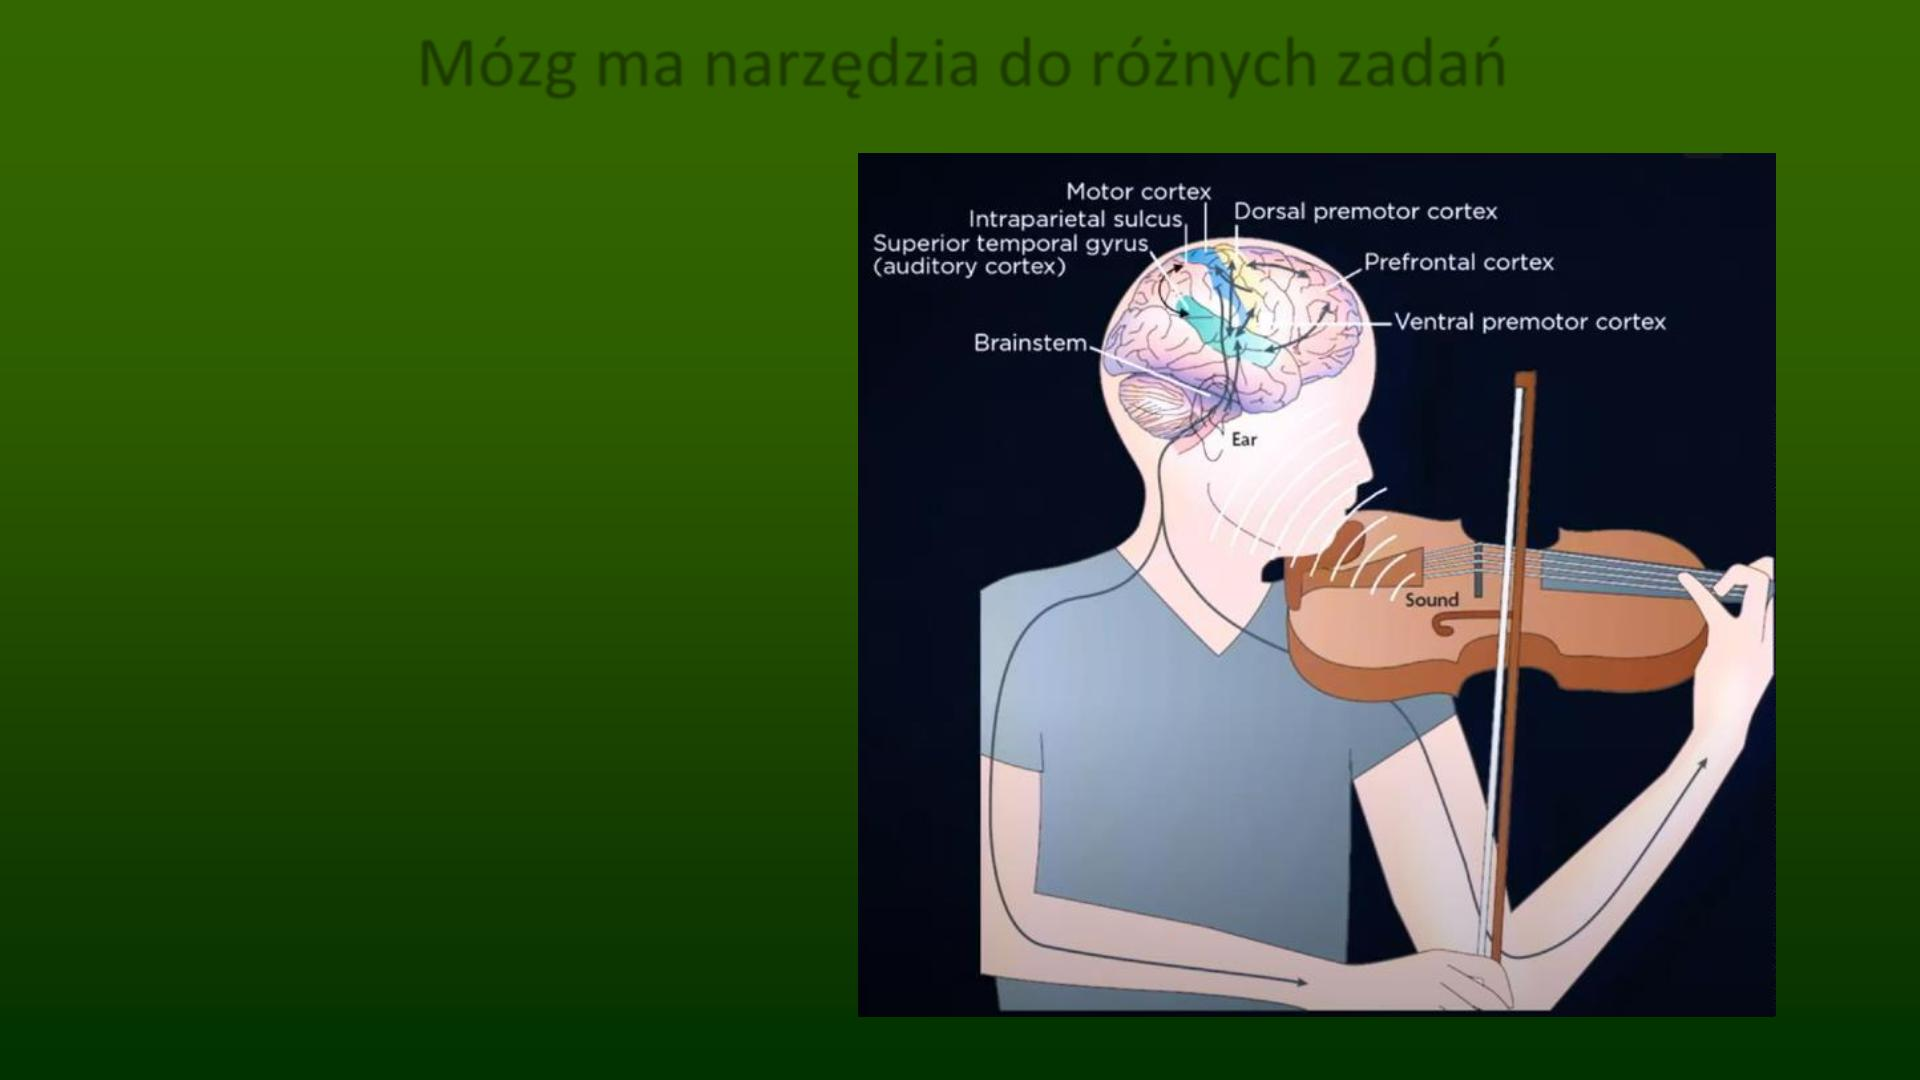 Mózg ma narzędzia do różnych zadań
Motor cortex
Intraparietal sulcus
Dorsal premotor cortex
Superior temporal gyrus
(auditory cortex)
Prefrontal cortex
Ventral premotor cortex
Brainstem
Ear
Sound